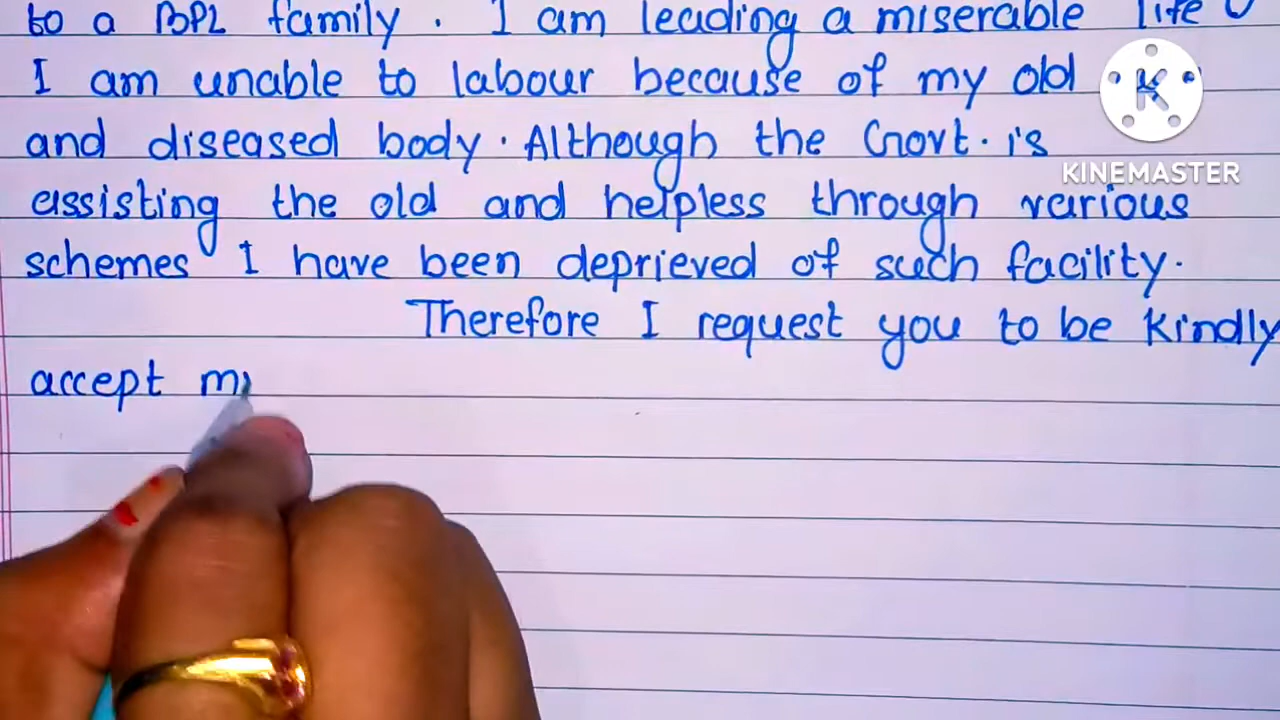 to a BPL family. I am leading a miserable life
I am unable to labour because of my old
and diseased body. Although the Govt. is
assisting the old and helpless through various
schemes I have been deprieved of such facility.
Therefore I request you to be kindly
accept m
K
KINEMASTER